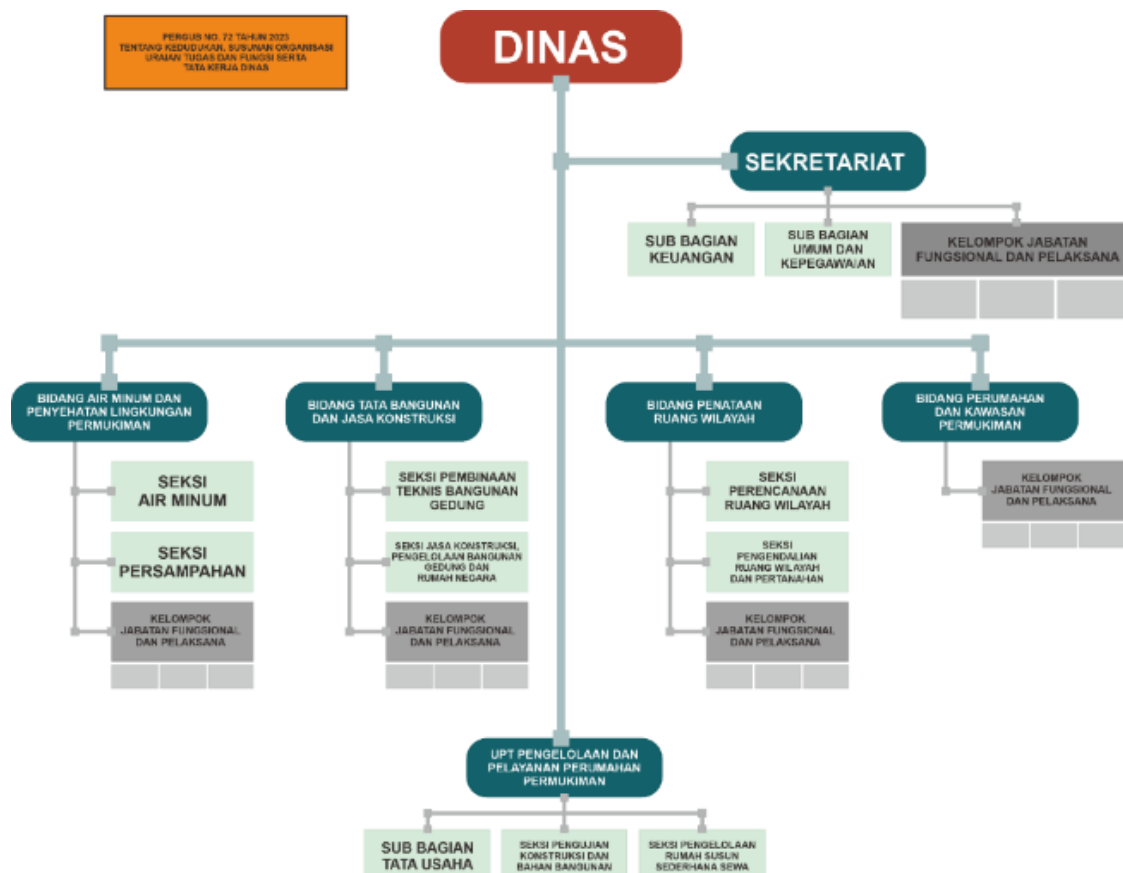 PERGUB NO. 72 TAHUN 2023
TENTANG KEDUDUKAN, SUSUNAN ORGANISASI
URAIAN TUGAS DAN FUNGSI SERTA
TATA KERJA DINAS
DINAS
SEKRETARIAT
SUB BAGIAN
KEUANGAN
SUB BAGIAN
UMUM DAN
KEPEGAWAIAN
KELOMPOK JABATAN
FUNGSIONAL DAN PELAKSANA
BIDANG AIR MINUM DAN
PENYEHATAN LINGKUNGAN
PERMUKIMAN
BIDANG TATA BANGUNAN
DAN JASA KONSTRUKSI
BIDANG PENATAAN
RUANG WILAYAH
BIDANG PERUMAHAN
DAN KAWASAN
PERMUKIMAN
SEKSI
AIR MINUM
SEKSI
PERSAMPAHAN
KELOMPOK
JABATAN FUNGSIONAL
DAN PELAKSANA
SEKSI PEMBINAAN
TEKNIS BANGUNAN
GEDUNG
SEKSI JASA KONSTRUKSI,
PENGELOLAAN BANGUNAN
GEDUNG DAN
RUMAH NEGARA
KELOMPOK
JABATAN FUNGSIONAL
DAN PELAKSANA
SEKSI
PERENCANAAN
RUANG WILAYAH
SEKSI
PENGENDALIAN
RUANG WILAYAH
DAN PERTANAHAN
KELOMPOK
JABATAN FUNGSIONAL
DAN PELAKSANA
KELOMPOK
JABATAN FUNGSIONAL
DAN PELAKSANA
UPT PENGELOLAAN DAN
PELAYANAN PERUMAHAN
PERMUKIMAN
SUB BAGIAN
TATA USAHA
SEKSI PENGUJIAN
KONSTRUKSI DAN
BAHAN BANGUNAN
SEKSI PENGELOLAAN
RUMAH SUSUN
SEDERHANA SEWA